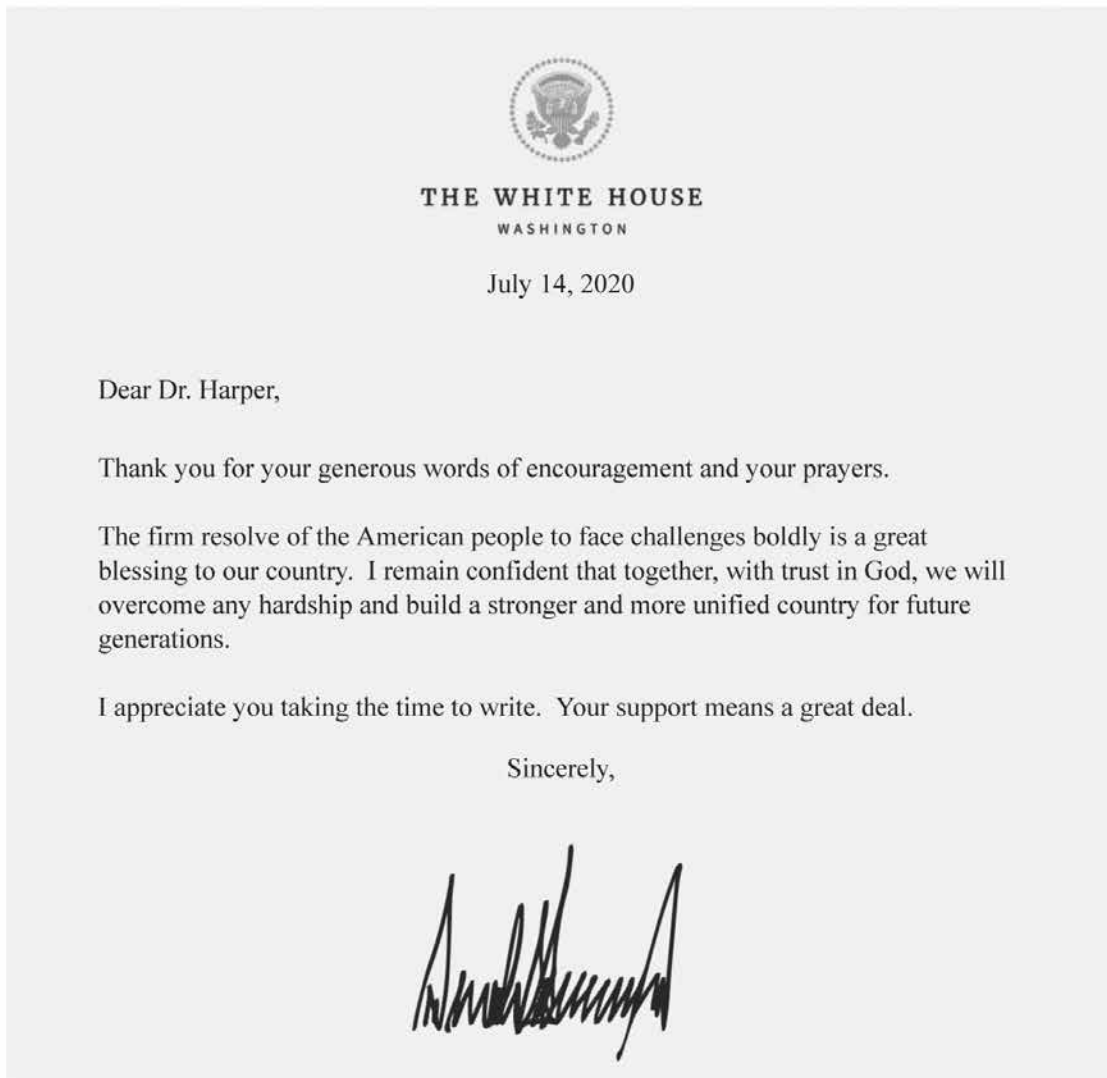 THE WHITE HOUSE
WASHINGTON
July 14, 2020
Dear Dr. Harper,
Thank you for your generous words of encouragement and your prayers.
The firm resolve of the American people to face challenges boldly is a great
blessing to our country.  I remain confident that together, with trust in God, we will
overcome any hardship and build a stronger and more unified country for future
generations.
I appreciate you taking the time to write.  Your support means a great deal.
Sincerely,